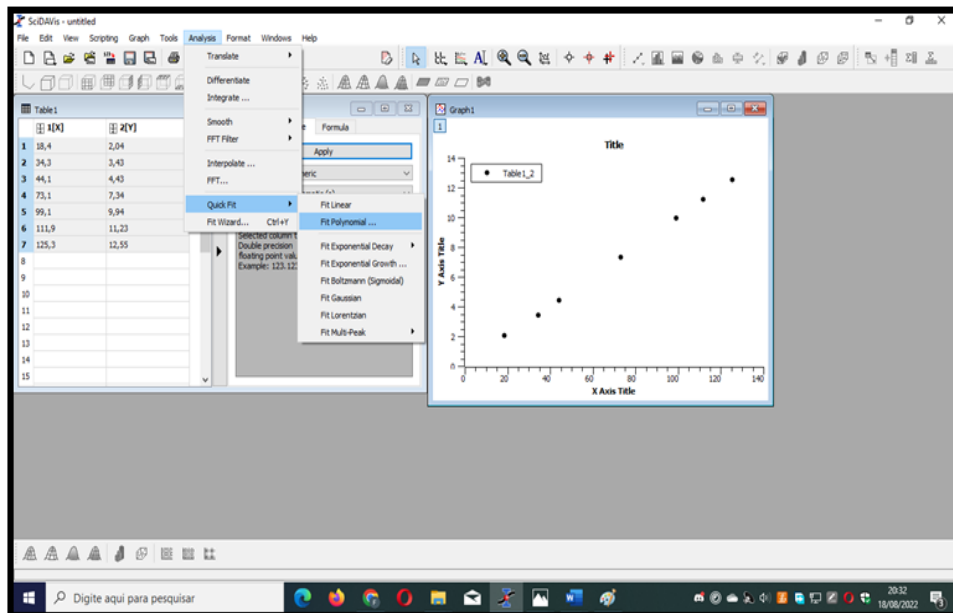 SciDAVis - untitled
File Edit View Scripting Graph Tools Analysis Format Windows Help
Translate
Differentiate
Integrate ...
Smooth
FFT Filter
Interpolate ...
FFT...
Quick Fit
Fit Wizard... Ctrl+Y
Fit Linear
Fit Polynomial ...
Fit Exponential Decay
Fit Exponential Growth ...
Fit Boltzmann (Sigmoidal)
Fit Gaussian
Fit Lorentzian
Fit Multi-Peak
Table1
1[X] 2[Y]
1 18,4 2,04
2 34,3 3,43
3 44,1 4,43
4 73,1 7,34
5 99,1 9,94
6 111,9 11,23
7 125,3 12,55
8
9
10
11
12
13
14
15
Formula
Apply
Selected column t
Double precision
floating point valu
Example: 123.12
Graph1
1
Title
Table1_2
Y Axis Title
14
12
10
8
6
4
2
0
0 20 40 60 80 100 120 140
X Axis Title
Digite aqui para pesquisar
20:32
18/08/2022